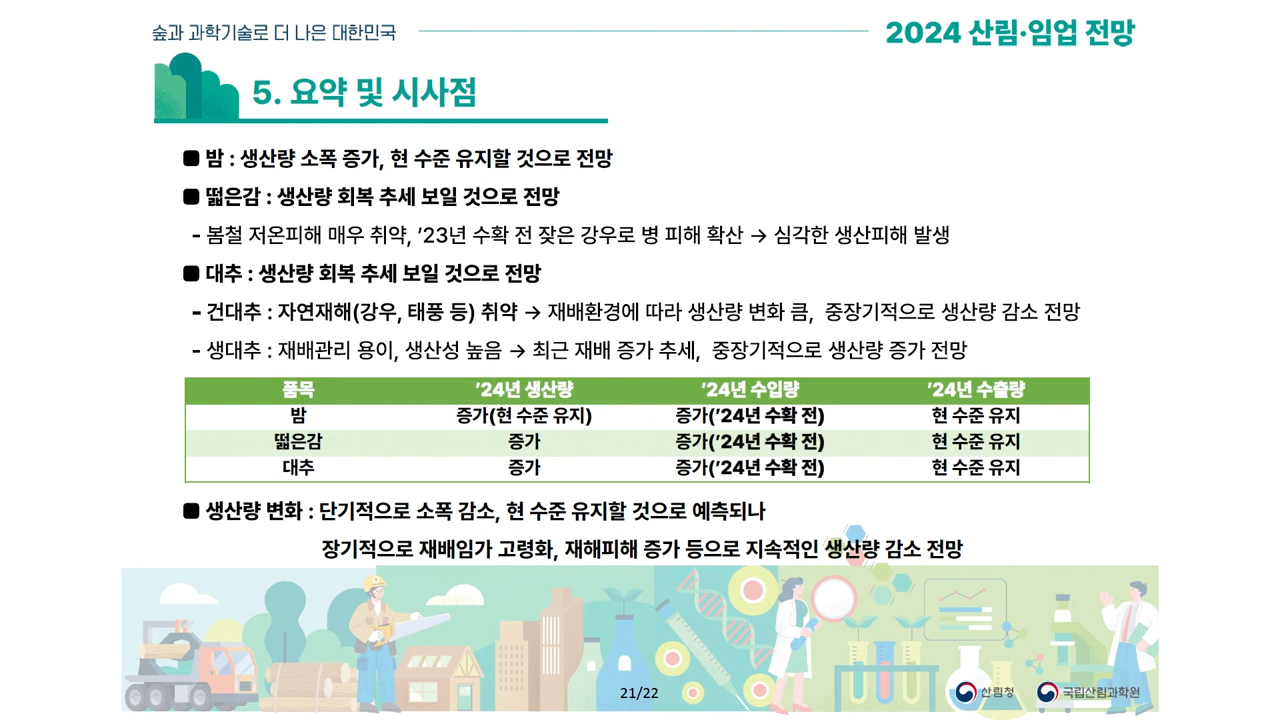 숲과 과학기술로 더 나은 대한민국
2024 산림·임업 전망
5. 요약 및 시사점
■ 밤 : 생산량 소폭 증가, 현 수준 유지할 것으로 전망
■ 떫은감 : 생산량 회복 추세 보일 것으로 전망
- 봄철 저온피해 매우 취약, ’23년 수확 전 잦은 강우로 병 피해 확산 → 심각한 생산피해 발생
■ 대추 : 생산량 회복 추세 보일 것으로 전망
- 건대추 : 자연재해(강우, 태풍 등) 취약 → 재배환경에 따라 생산량 변화 큼, 중장기적으로 생산량 감소 전망
- 생대추 : 재배관리 용이, 생산성 높음 → 최근 재배 증가 추세, 중장기적으로 생산량 증가 전망
품목 ’24년 생산량 ’24년 수입량 ’24년 수출량
밤 증가(현 수준 유지) 증가(’24년 수확 전) 현 수준 유지
떫은감 증가 증가(’24년 수확 전) 현 수준 유지
대추 증가 증가(’24년 수확 전) 현 수준 유지
■ 생산량 변화 : 단기적으로 소폭 감소, 현 수준 유지할 것으로 예측되나
장기적으로 재배임가 고령화, 재해피해 증가 등으로 지속적인 생산량 감소 전망
21/22
산림청
국립산림과학원